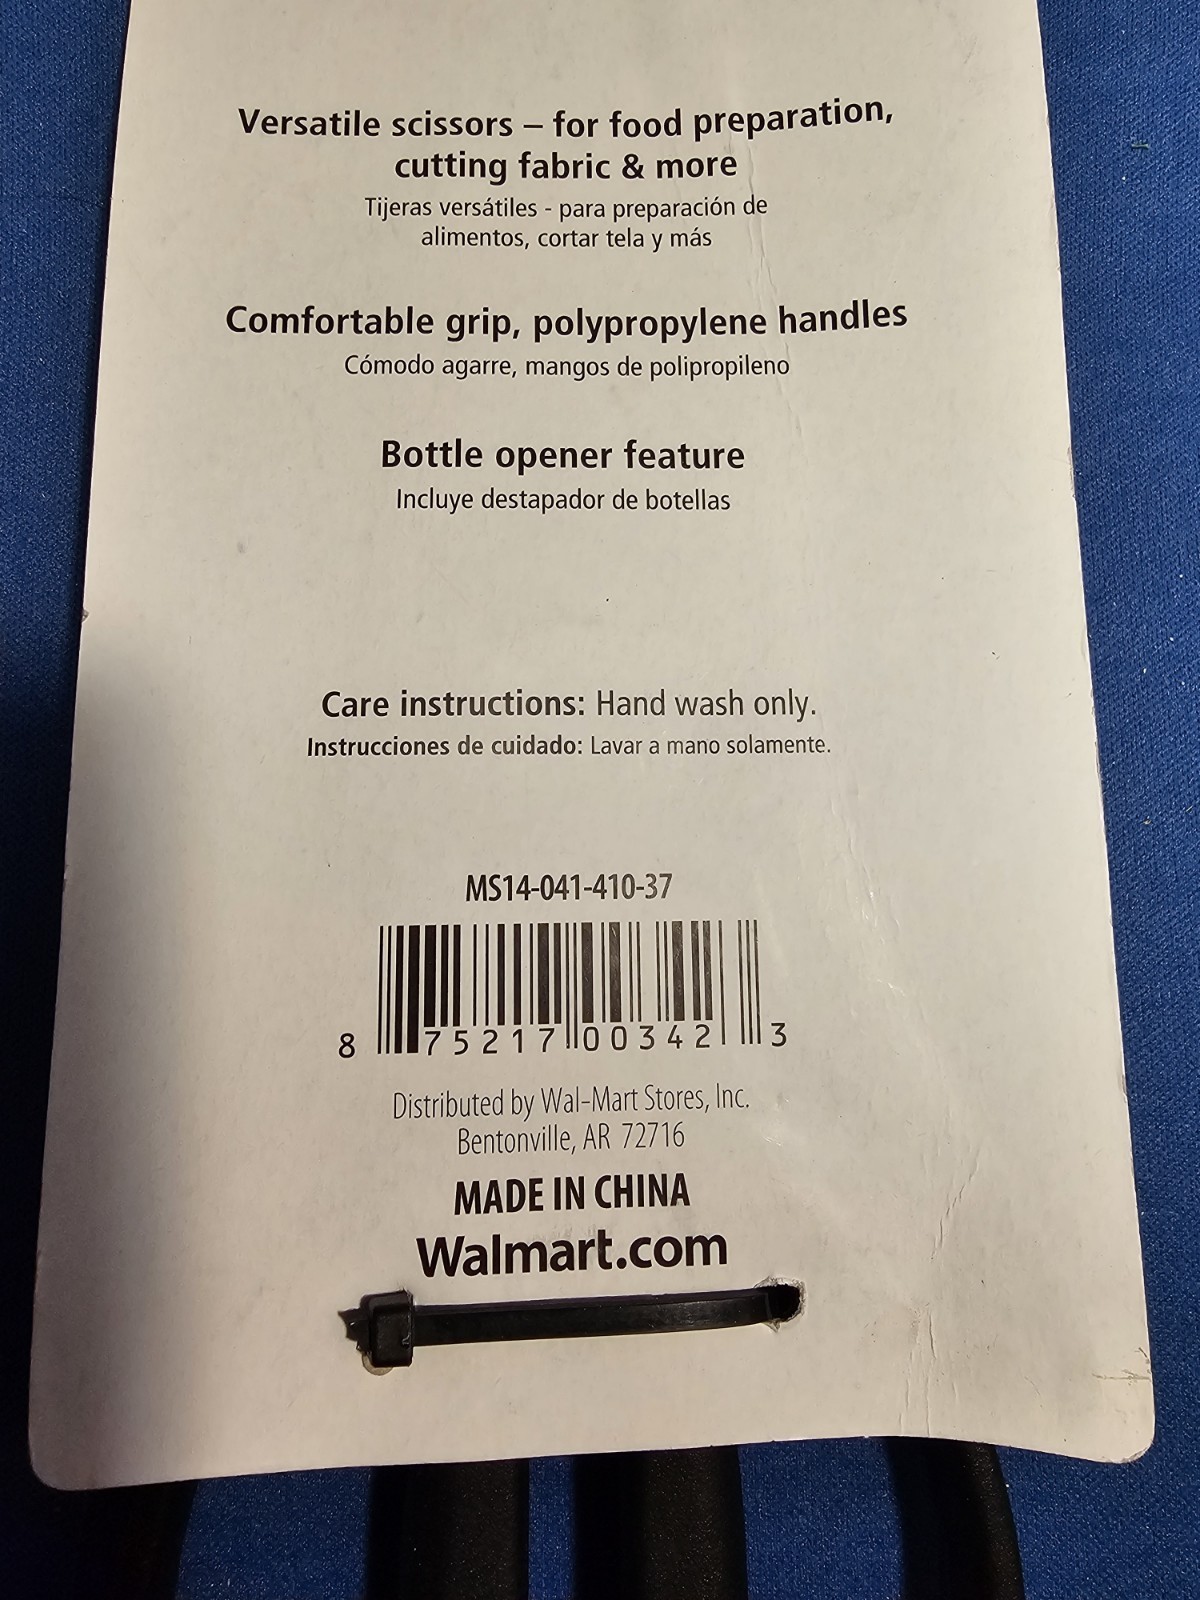 Versatile scissors – for food preparation,
cutting fabric & more
Tijeras versátiles - para preparación de
alimentos, cortar tela y más
Comfortable grip, polypropylene handles
Cómodo agarre, mangos de polipropileno
Bottle opener feature
Incluye destapador de botellas
Care instructions: Hand wash only.
Instrucciones de cuidado: Lavar a mano solamente.
MS14-041-410-37
8 75217 00342 3
Distributed by Wal-Mart Stores, Inc.
Bentonville, AR 72716
MADE IN CHINA
Walmart.com